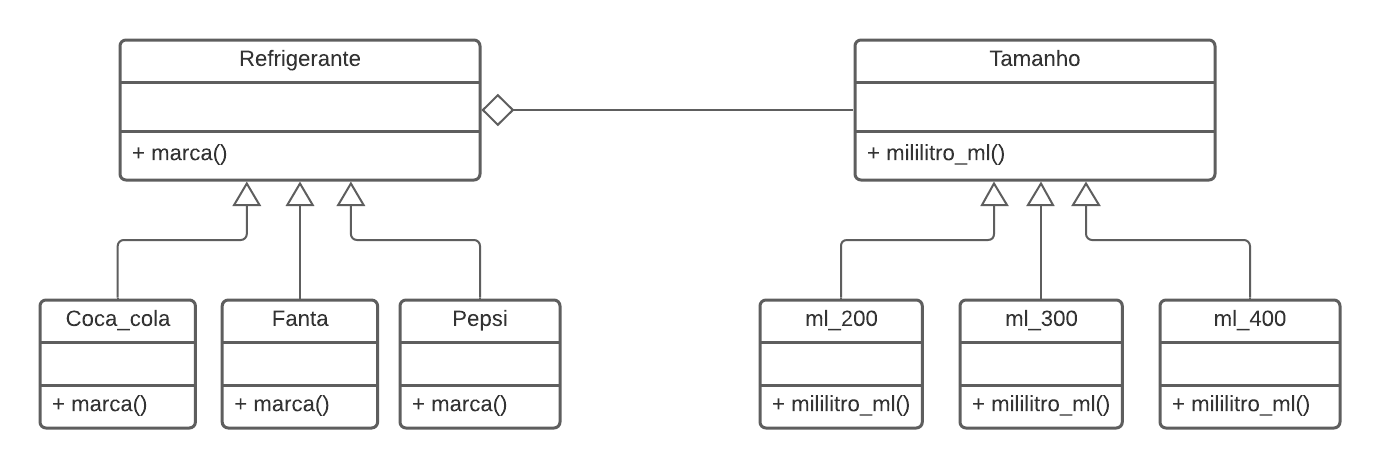 Refrigerante
+ marca()
Tamanho
+ mililitro_ml()
Coca_cola
+ marca()
Fanta
+ marca()
Pepsi
+ marca()
ml_200
+ mililitro_ml()
ml_300
+ mililitro_ml()
ml_400
+ mililitro_ml()